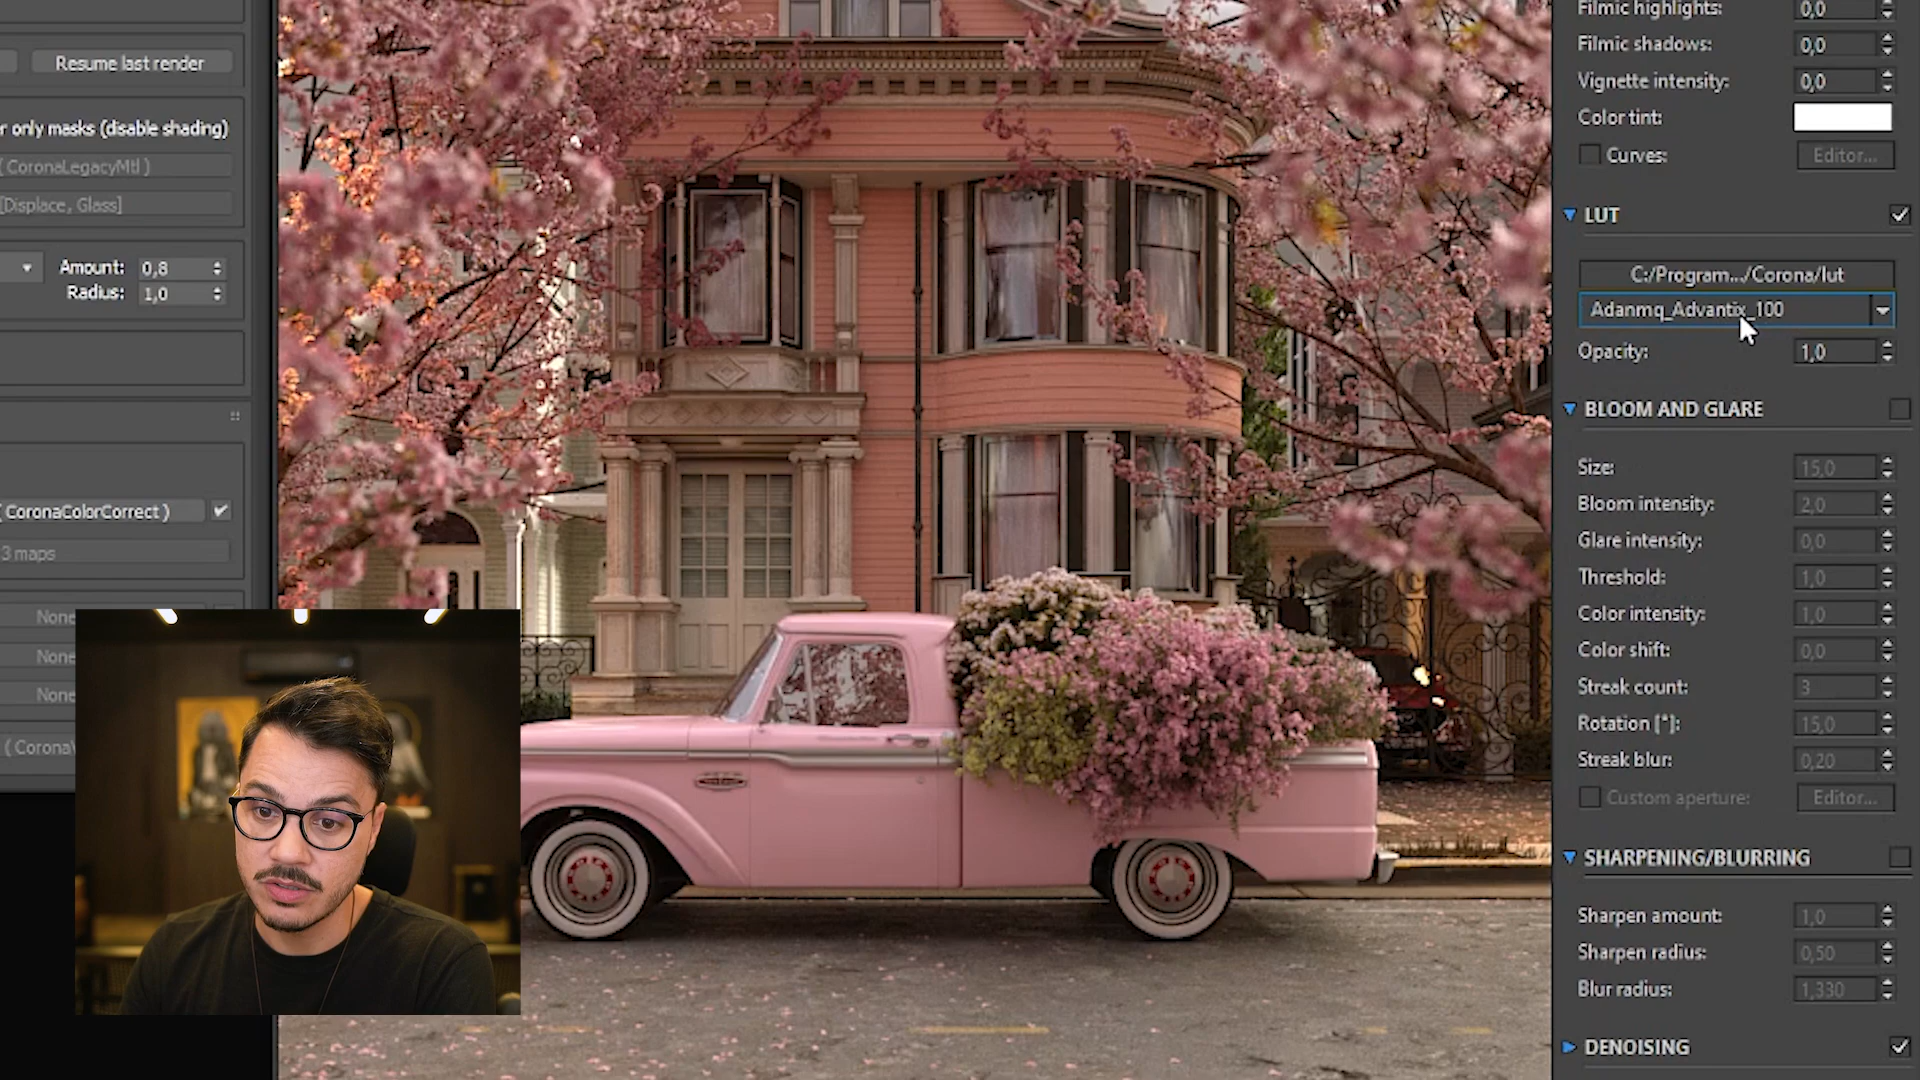 Resume last render
r only masks (disable shading)
( CoronaLegacyMtl )
[Displace, Glass]
Amount: 0,8
Radius: 1,0
( CoronaColorCorrect )
3 maps
None
None
None
( Corona
Filmic highlights: 0,0
Filmic shadows: 0,0
Vignette intensity: 0,0
Color tint:
Curves: Editor...
LUT
C:/Program.../Corona/lut
Adanmq_Advantix_100
Opacity: 1,0
BLOOM AND GLARE
Size: 15,0
Bloom intensity: 2,0
Glare intensity: 0,0
Threshold: 1,0
Color intensity: 1,0
Color shift: 0,0
Streak count: 3
Rotation [°]: 15,0
Streak blur: 0,20
Custom aperture: Editor...
SHARPENING/BLURRING
Sharpen amount: 1,0
Sharpen radius: 0,50
Blur radius: 1,330
DENOISING